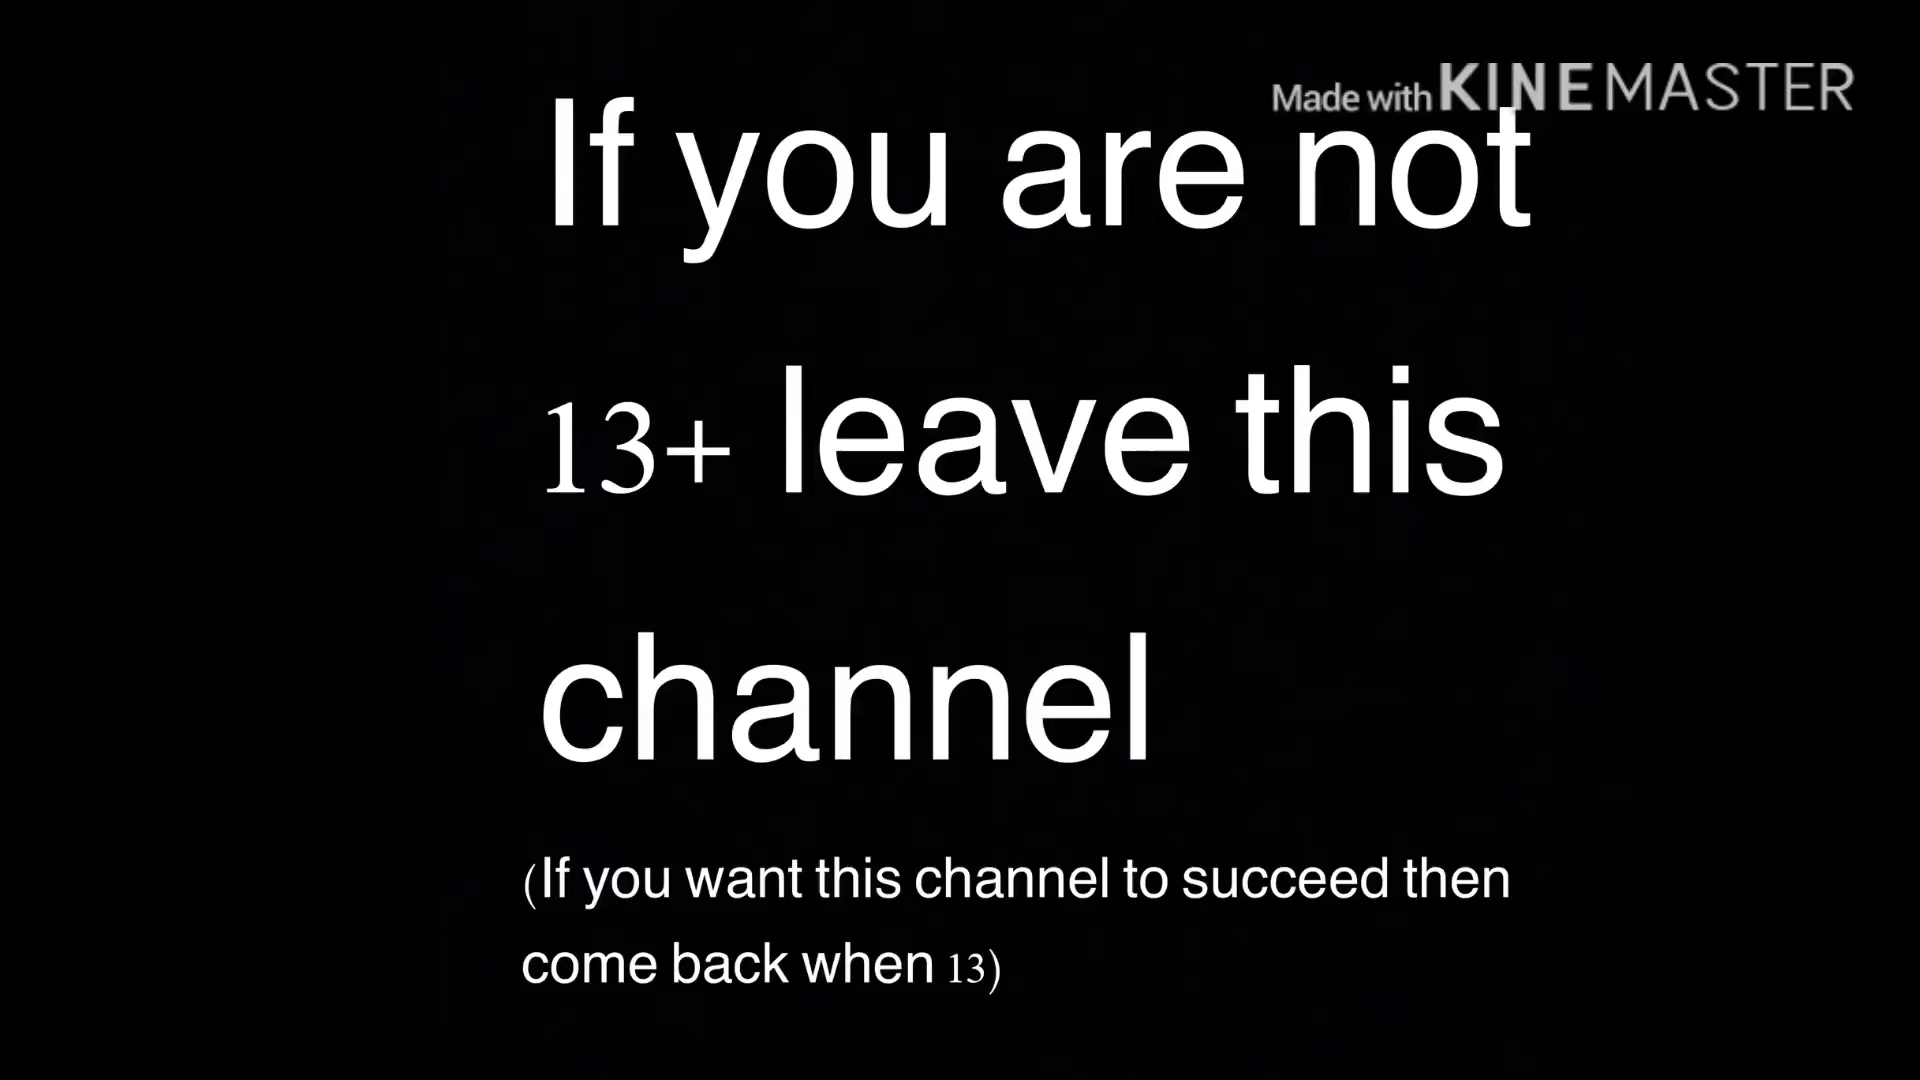 Made with KINEMASTER
If you are not
13+ leave this
channel
(If you want this channel to succeed then
come back when 13)